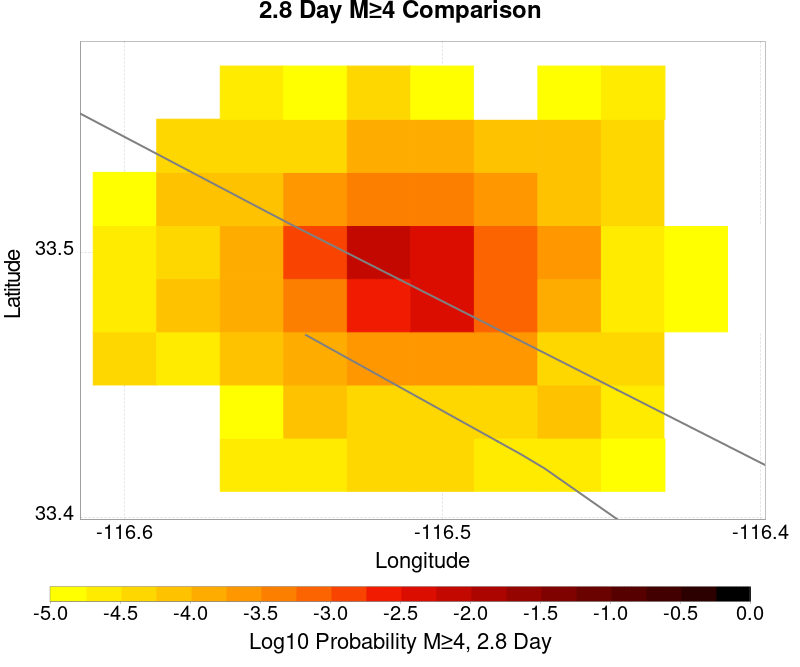 2.8 Day M≥4 Comparison
Latitude
33.5
33.4
-116.6 -116.5 -116.4
Longitude
-5.0 -4.5 -4.0 -3.5 -3.0 -2.5 -2.0 -1.5 -1.0 -0.5 0.0
Log10 Probability M≥4, 2.8 Day